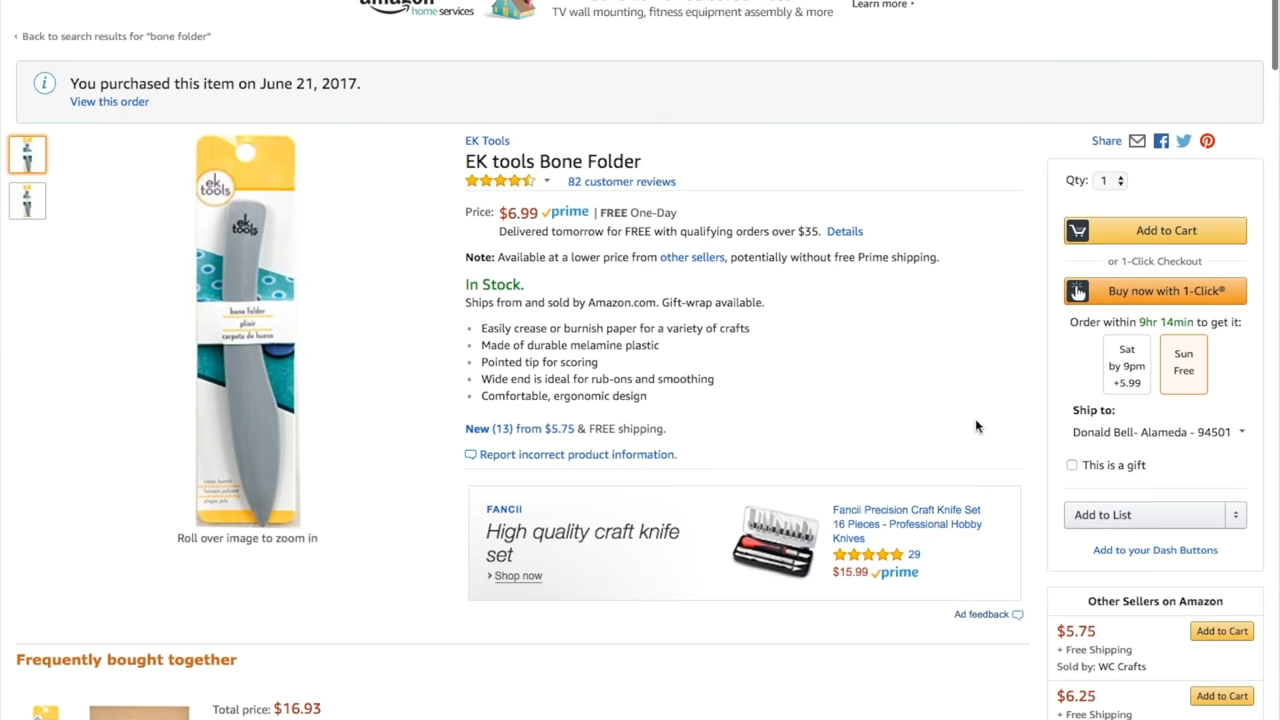 amazon
home services
TV wall mounting, fitness equipment assembly & more
Learn more ›
‹ Back to search results for "bone folder"
You purchased this item on June 21, 2017.
View this order
ek
tools
ek
tools
bone folder
plioir
carpeta de hueso
Roll over image to zoom in
EK Tools
EK tools Bone Folder
82 customer reviews
Price: $6.99 prime | FREE One-Day
Delivered tomorrow for FREE with qualifying orders over $35. Details
Note: Available at a lower price from other sellers, potentially without free Prime shipping.
In Stock.
Ships from and sold by Amazon.com. Gift-wrap available.
• Easily crease or burnish paper for a variety of crafts
• Made of durable melamine plastic
• Pointed tip for scoring
• Wide end is ideal for rub-ons and smoothing
• Comfortable, ergonomic design
New (13) from $5.75 & FREE shipping.
Report incorrect product information.
FANCII
High quality craft knife
set
› Shop now
Fancii Precision Craft Knife Set
16 Pieces - Professional Hobby
Knives
29
$15.99 prime
Ad feedback
Share
Qty: 1
Add to Cart
or 1-Click Checkout
Buy now with 1-Click®
Order within 9hr 14min to get it:
Sat
by 9pm
+5.99
Sun
Free
Ship to:
Donald Bell- Alameda - 94501
This is a gift
Add to List
Add to your Dash Buttons
Other Sellers on Amazon
$5.75
Add to Cart
+ Free Shipping
Sold by: WC Crafts
$6.25
Add to Cart
+ Free Shipping
Frequently bought together
Total price: $16.93